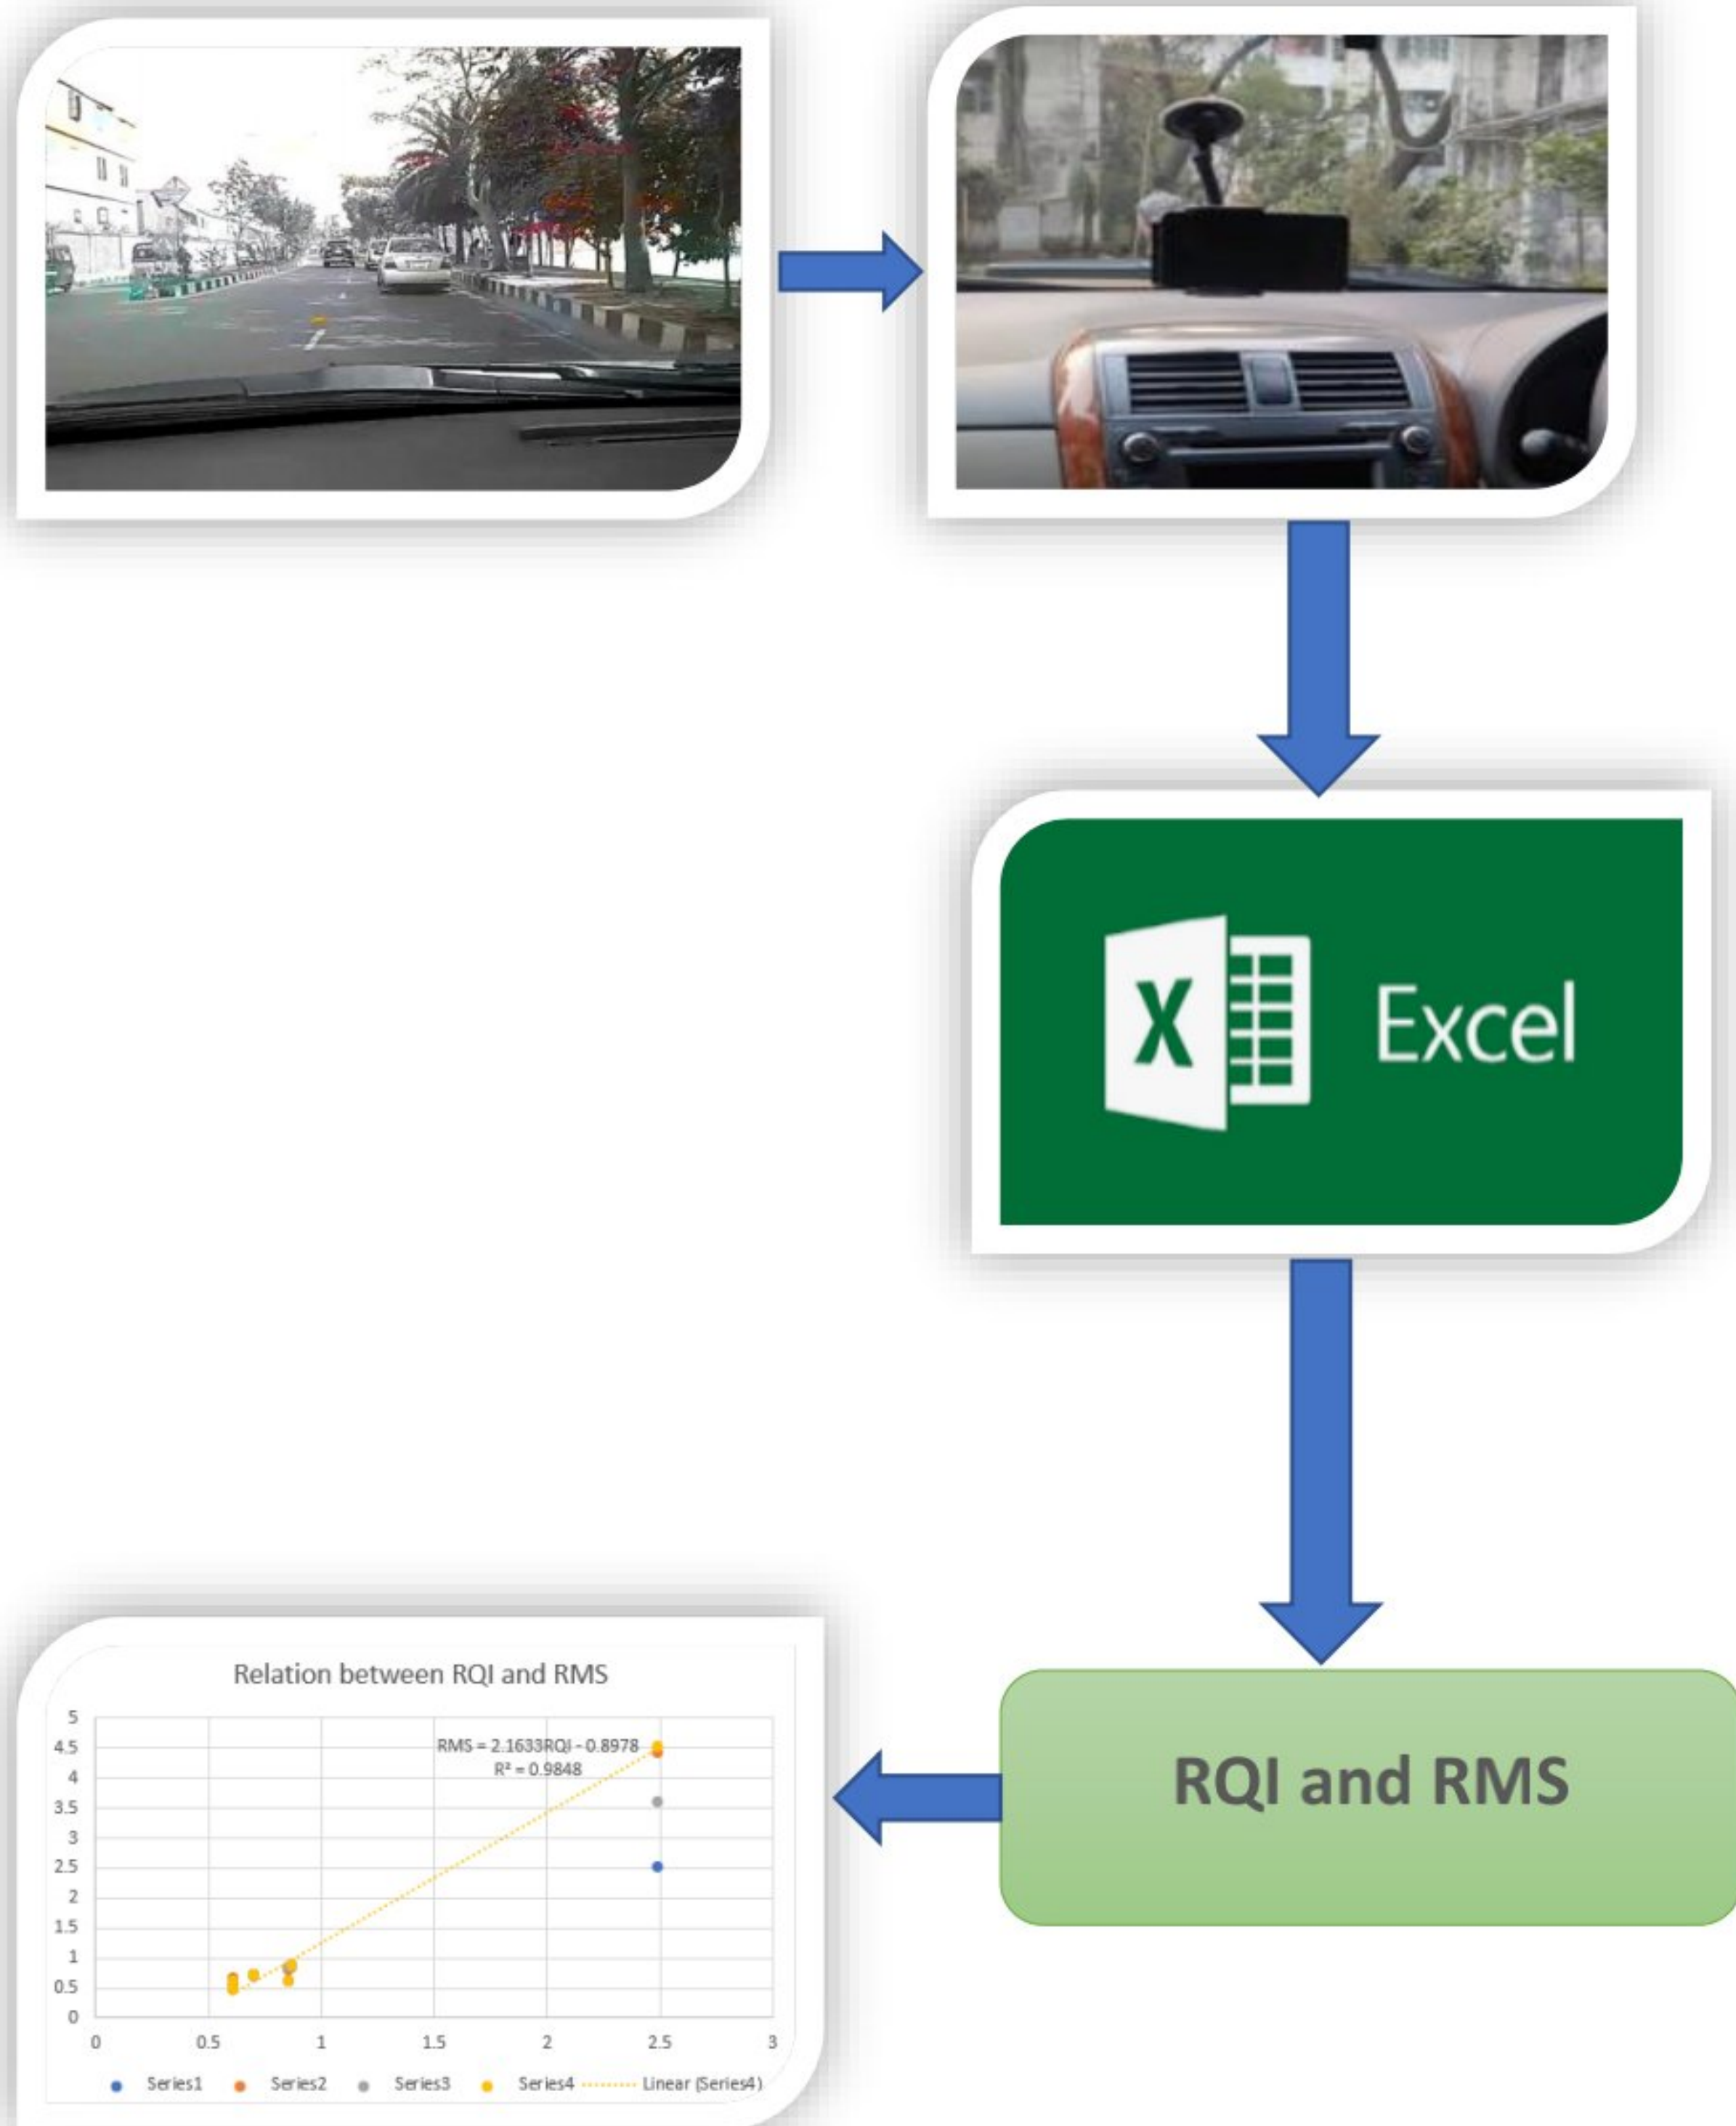 X Excel
RQI and RMS
Relation between RQI and RMS
5
4.5
4
3.5
3
2.5
2
1.5
1
0.5
0
RMS = 2.1633RQI - 0.8978
R² = 0.9848
0 0.5 1 1.5 2 2.5 3
Series1 Series2 Series3 Series4 Linear (Series4)